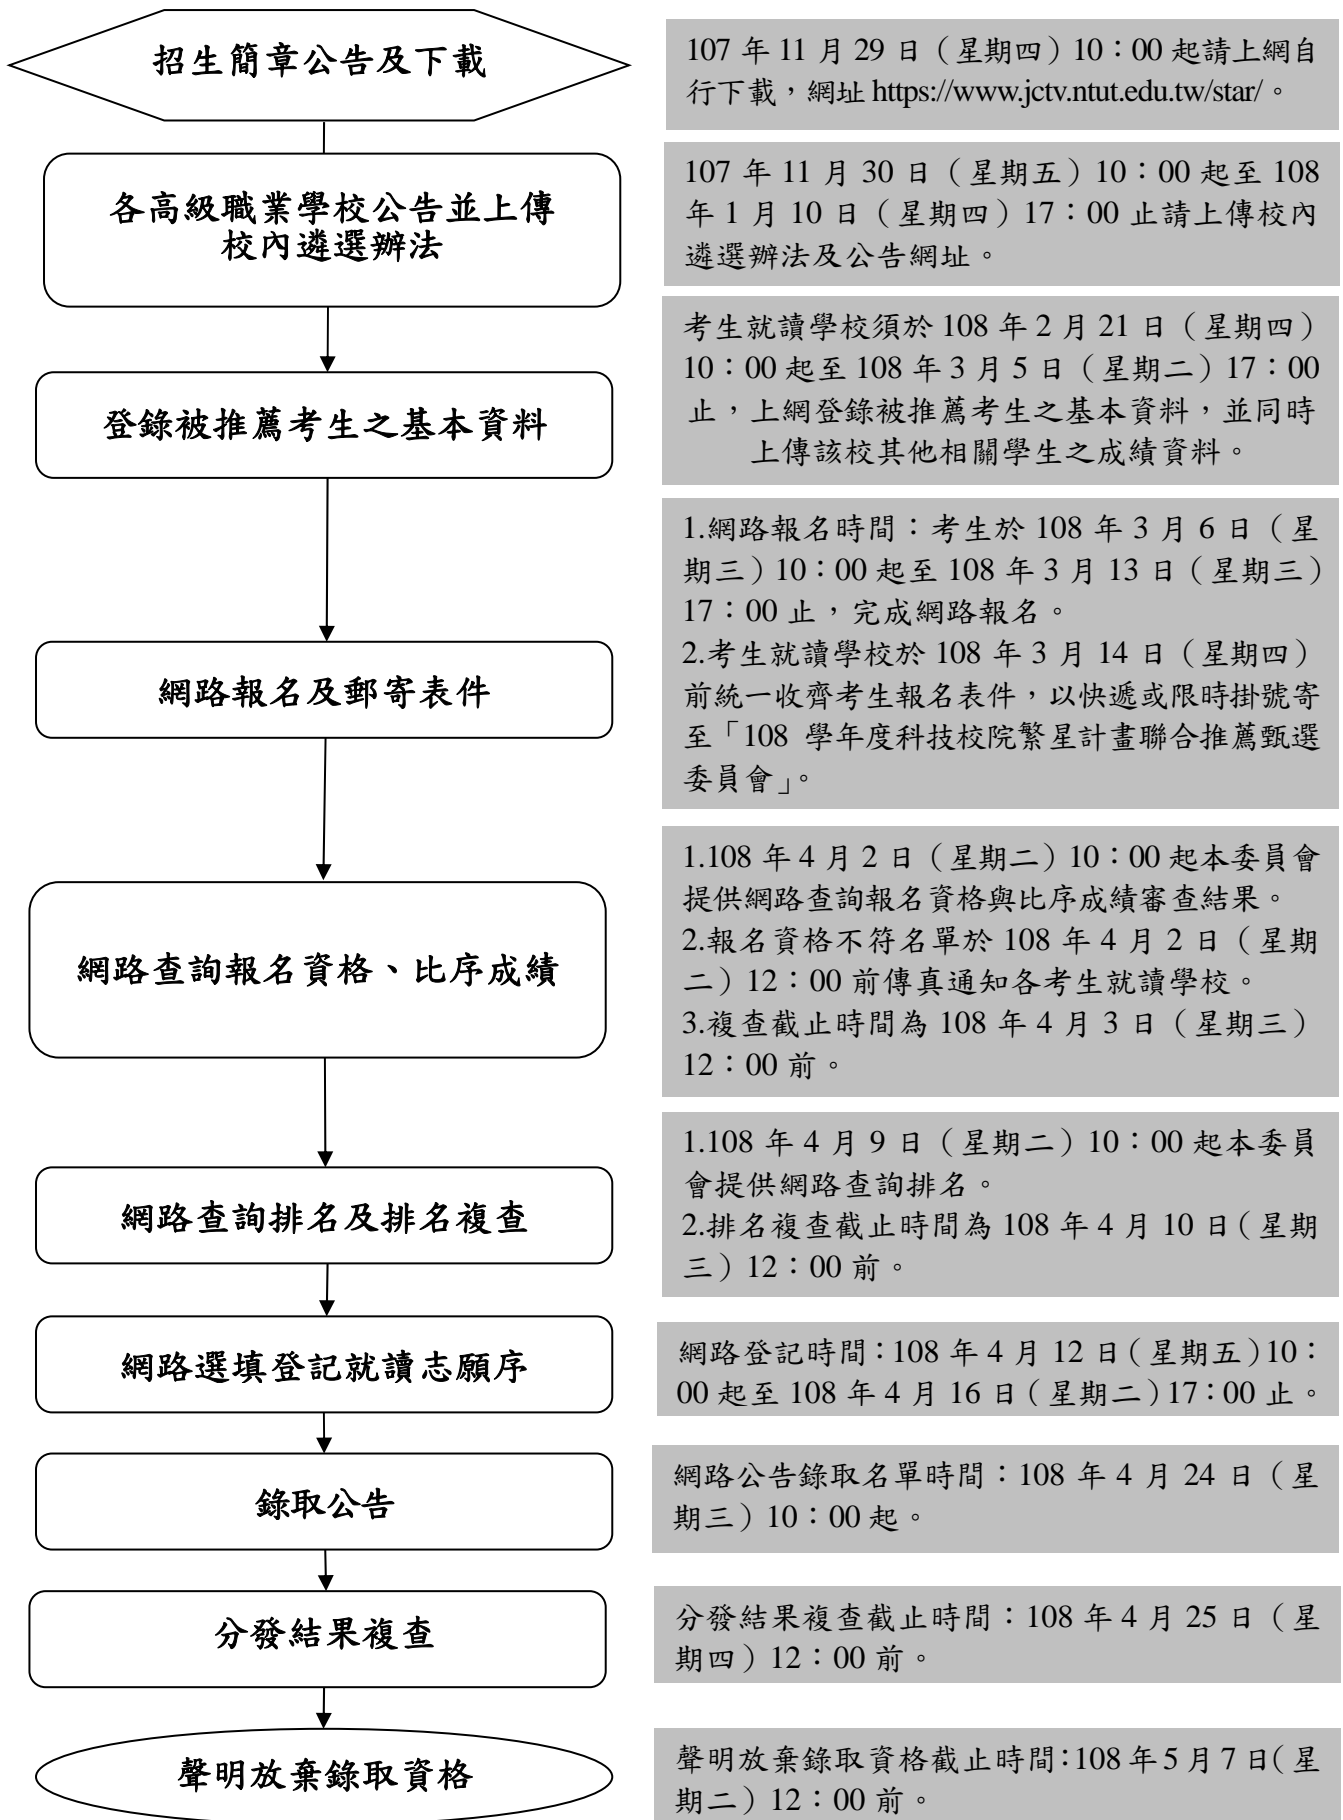 招生簡章公告及下載
107 年 11 月 29 日（星期四）10：00 起請上網自
行下載，網址 https://www.jctv.ntut.edu.tw/star/。
各高級職業學校公告並上傳
校內遴選辦法
107 年 11 月 30 日（星期五）10：00 起至 108
年 1 月 10 日（星期四）17：00 止請上傳校內
遴選辦法及公告網址。
登錄被推薦考生之基本資料
考生就讀學校須於 108 年 2 月 21 日（星期四）
10：00 起至 108 年 3 月 5 日（星期二）17：00
止，上網登錄被推薦考生之基本資料，並同時
上傳該校其他相關學生之成績資料。
網路報名及郵寄表件
1.網路報名時間：考生於 108 年 3 月 6 日（星
期三）10：00 起至 108 年 3 月 13 日（星期三）
17：00 止，完成網路報名。
2.考生就讀學校於 108 年 3 月 14 日（星期四）
前統一收齊考生報名表件，以快遞或限時掛號寄
至「108 學年度科技校院繁星計畫聯合推薦甄選
委員會」。
網路查詢報名資格、比序成績
1.108 年 4 月 2 日（星期二）10：00 起本委員會
提供網路查詢報名資格與比序成績審查結果。
2.報名資格不符名單於 108 年 4 月 2 日（星期
二）12：00 前傳真通知各考生就讀學校。
3.複查截止時間為 108 年 4 月 3 日（星期三）
12：00 前。
網路查詢排名及排名複查
1.108 年 4 月 9 日（星期二）10：00 起本委員
會提供網路查詢排名。
2.排名複查截止時間為 108 年 4 月 10 日（星期
三）12：00 前。
網路選填登記就讀志願序
網路登記時間：108 年 4 月 12 日（星期五）10：
00 起至 108 年 4 月 16 日（星期二）17：00 止。
錄取公告
網路公告錄取名單時間：108 年 4 月 24 日（星
期三）10：00 起。
分發結果複查
分發結果複查截止時間：108 年 4 月 25 日（星
期四）12：00 前。
聲明放棄錄取資格
聲明放棄錄取資格截止時間：108 年 5 月 7 日（星
期二）12：00 前。